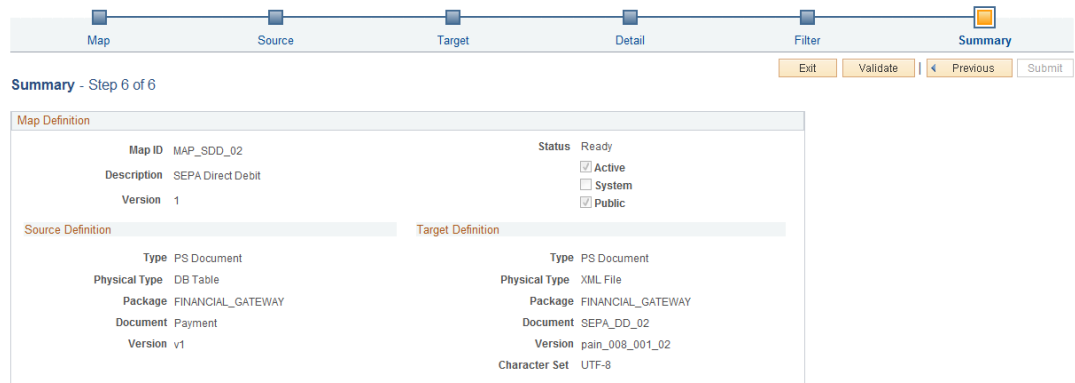 Map Source Target Detail Filter Summary
Exit Validate | Previous Submit
Summary - Step 6 of 6
Map Definition
Map ID MAP_SDD_02 Status Ready
Active
Description SEPA Direct Debit
System
Version 1
Public
Source Definition Target Definition
Type PS Document Type PS Document
Physical Type DB Table Physical Type XML File
Package FINANCIAL_GATEWAY Package FINANCIAL_GATEWAY
Document Payment Document SEPA_DD_02
Version v1 Version pain_008_001_02
Character Set UTF-8